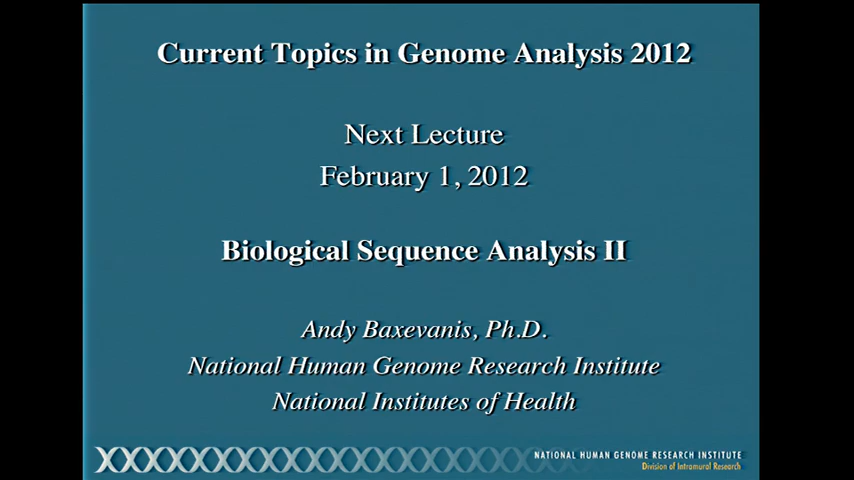 Current Topics in Genome Analysis 2012
Next Lecture
February 1, 2012
Biological Sequence Analysis II
Andy Baxevanis, Ph.D.
National Human Genome Research Institute
National Institutes of Health
NATIONAL HUMAN GENOME RESEARCH INSTITUTE
Division of Intramural Research